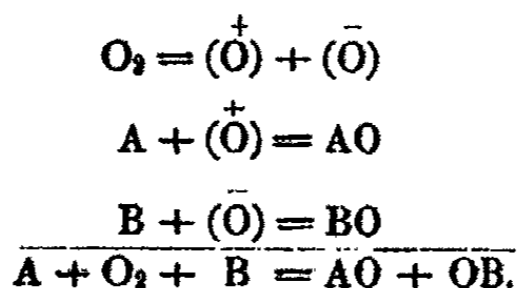 O₂ = (O⁺) + (O⁻)
A + (O⁺) = AO
B + (O⁻) = BO
A + O₂ + B = AO + OB.